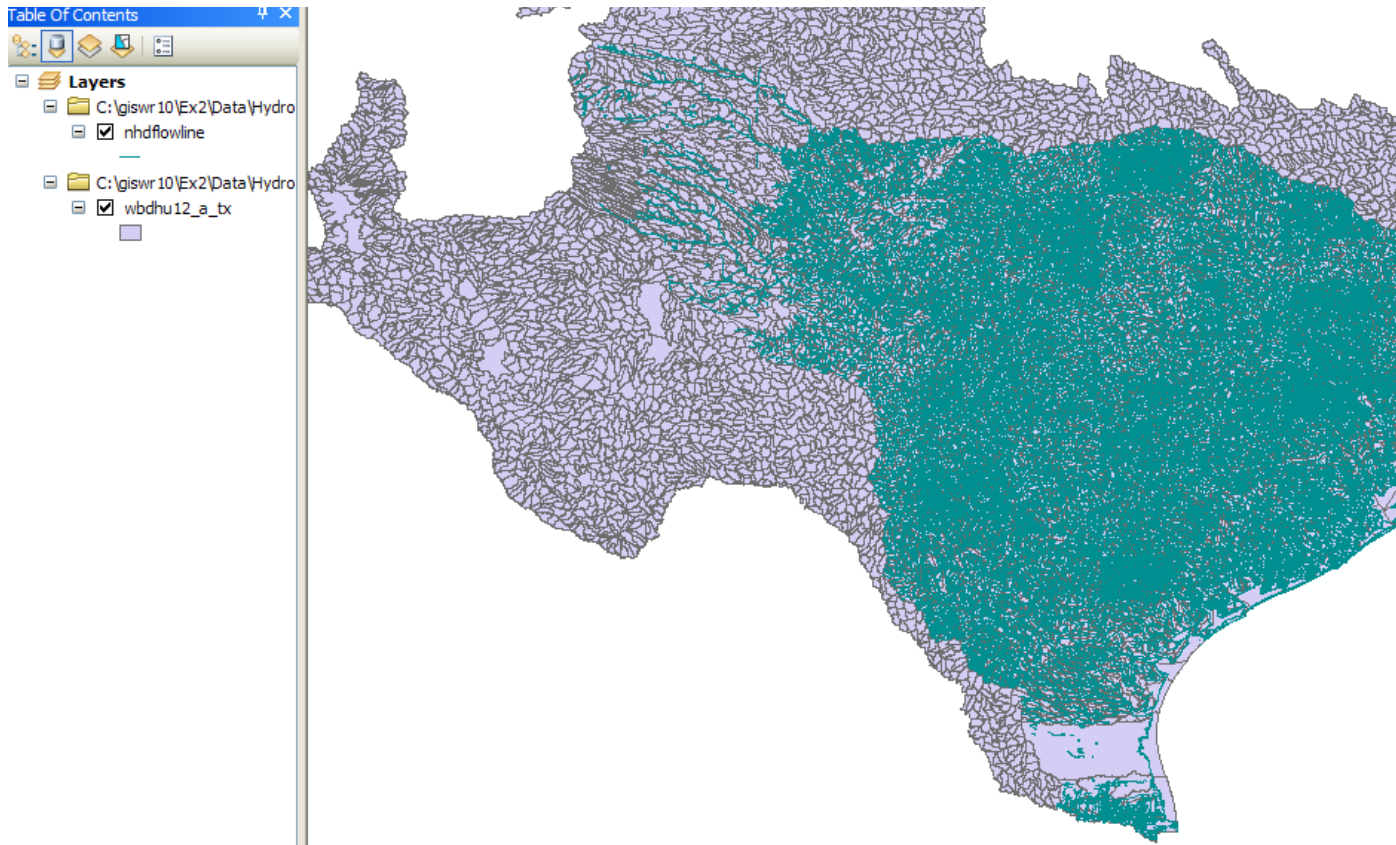 Table Of Contents
Layers
C:\giswr10\Ex2\Data\Hydro
nhdflowline
C:\giswr10\Ex2\Data\Hydro
wbdhu12_a_tx